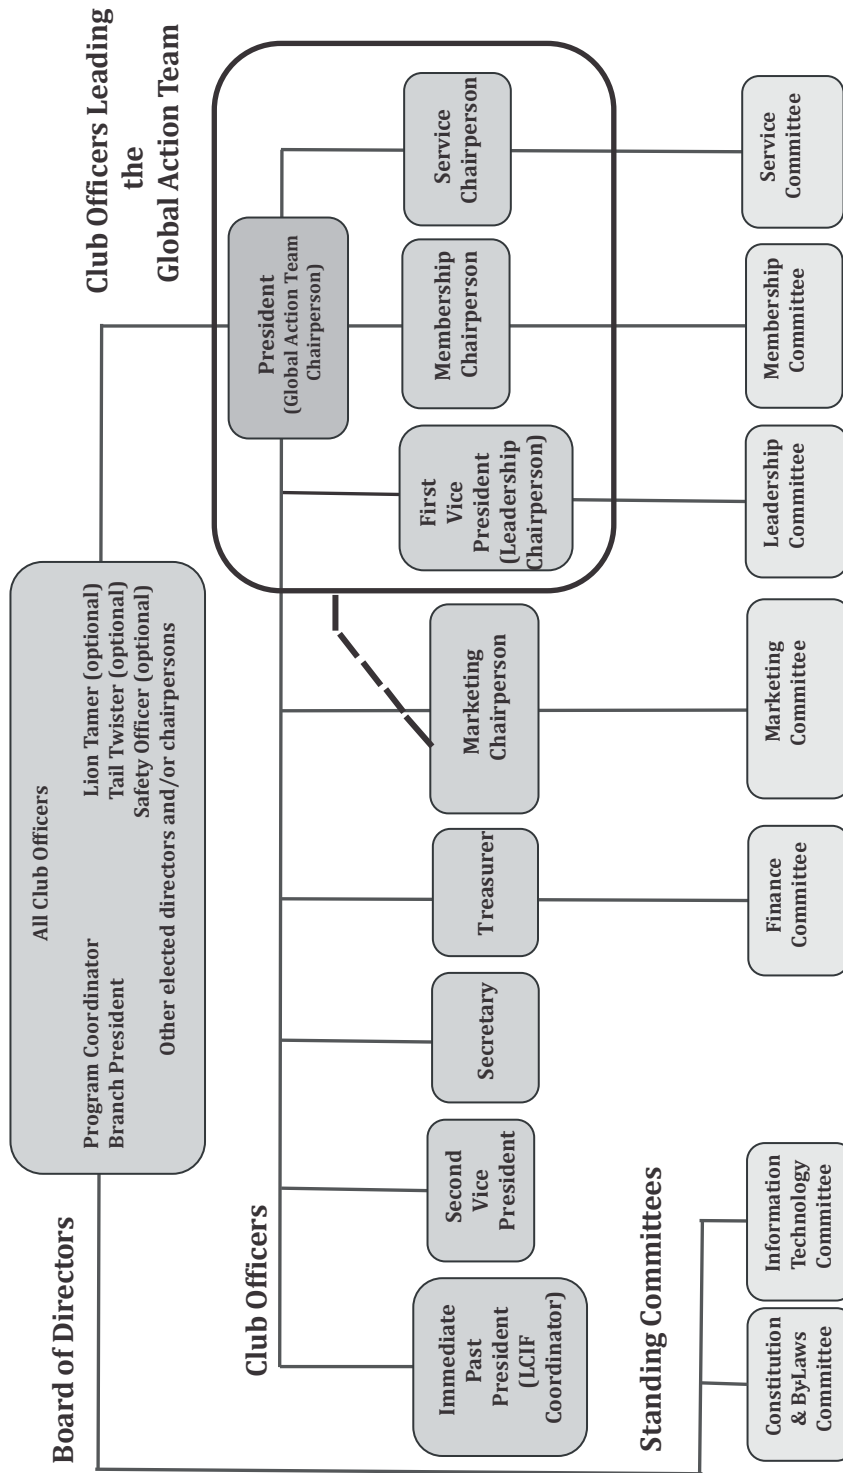 Board of Directors
All Club Officers
Program Coordinator
Branch President
Lion Tamer (optional)
Tail Twister (optional)
Safety Officer (optional)
Other elected directors and/or chairpersons
Club Officers Leading
the
Global Action Team
Club Officers
President
(Global Action Team
Chairperson)
Immediate
Past
President
(LCIF
Coordinator)
Second
Vice
President
Secretary
Treasurer
Marketing
Chairperson
First
Vice
President
(Leadership
Chairperson)
Membership
Chairperson
Service
Chairperson
Standing Committees
Constitution
& By-Laws
Committee
Information
Technology
Committee
Finance
Committee
Marketing
Committee
Leadership
Committee
Membership
Committee
Service
Committee